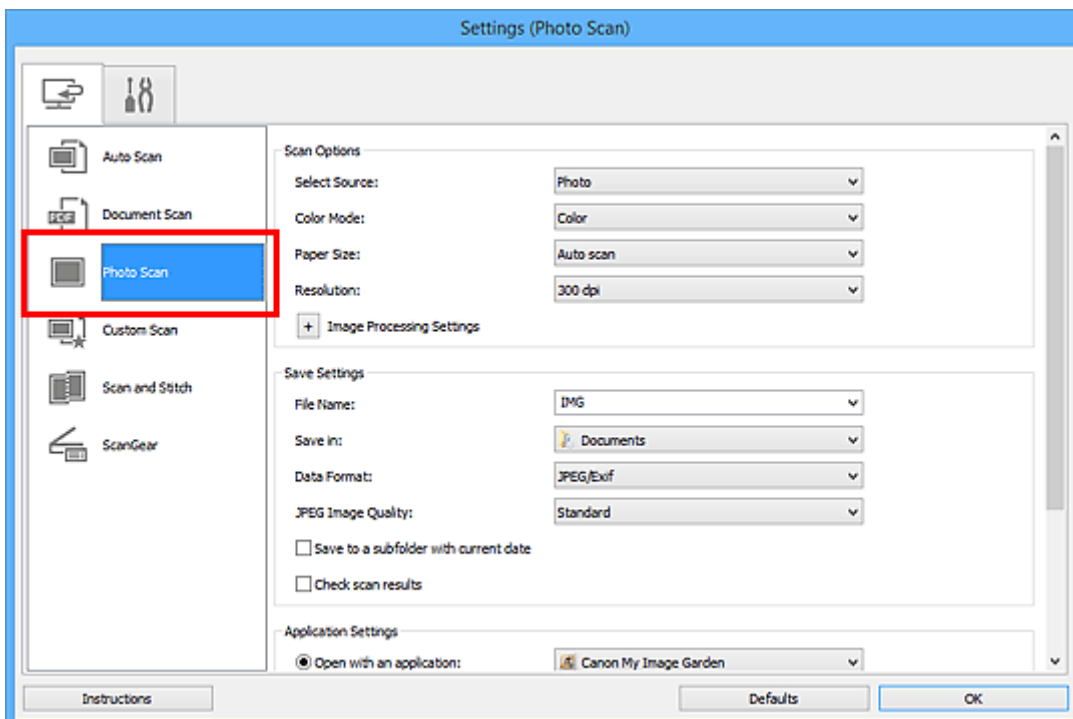 Settings (Photo Scan)
Auto Scan
PDF
Document Scan
Photo Scan
Custom Scan
Scan and Stitch
ScanGear
Scan Options
Select Source: Photo
Color Mode: Color
Paper Size: Auto scan
Resolution: 300 dpi
+ Image Processing Settings
Save Settings
File Name: IMG
Save in: Documents
Data Format: JPEG/Exif
JPEG Image Quality: Standard
Save to a subfolder with current date
Check scan results
Application Settings
Open with an application: Canon My Image Garden
Instructions Defaults OK